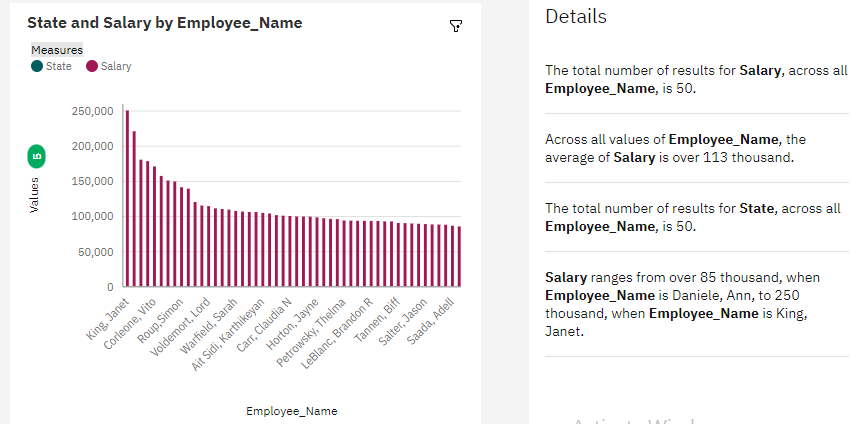 State and Salary by Employee_Name
Measures
State
Salary
250,000
200,000
150,000
100,000
50,000
0
Values
5
King, Janet
Corleone, Vito
Roup,Simon
Voldemort, Lord
Warfield, Sarah
Ait Sidi, Karthikeyan
Carr, Claudia N
Horton, Jayne
Petrowsky, Thelma
LeBlanc, Brandon R
Tannen, Biff
Salter, Jason
Saada, Adell
Employee_Name
Details
The total number of results for Salary, across all
Employee_Name, is 50.
Across all values of Employee_Name, the
average of Salary is over 113 thousand.
The total number of results for State, across all
Employee_Name, is 50.
Salary ranges from over 85 thousand, when
Employee_Name is Daniele, Ann, to 250
thousand, when Employee_Name is King,
Janet.